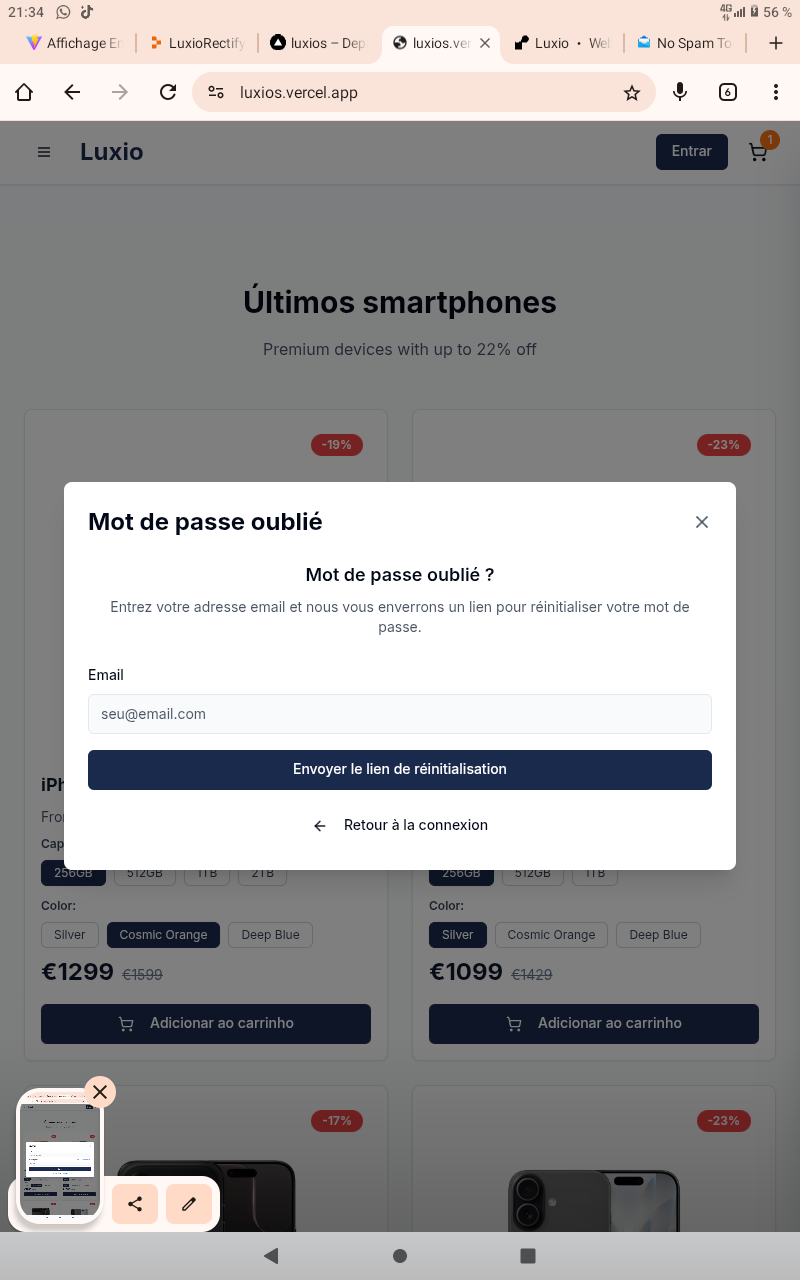 21:34
4G
56 %
Affichage En
LuxioRectify
luxios – Dep
luxios.ver
Luxio • Web
No Spam To
luxios.vercel.app
6
Luxio
Entrar
1
Últimos smartphones
Premium devices with up to 22% off
-19%
-23%
Mot de passe oublié
Mot de passe oublié ?
Entrez votre adresse email et nous vous enverrons un lien pour réinitialiser votre mot de
passe.
Email
seu@email.com
Envoyer le lien de réinitialisation
Retour à la connexion
iPh
Fro
Cap
256GB 512GB 1TB 2TB
256GB 512GB 1TB
Color:
Color:
Silver Cosmic Orange Deep Blue
Silver Cosmic Orange Deep Blue
€1299 €1599
€1099 €1429
Adicionar ao carrinho
Adicionar ao carrinho
-17%
-23%